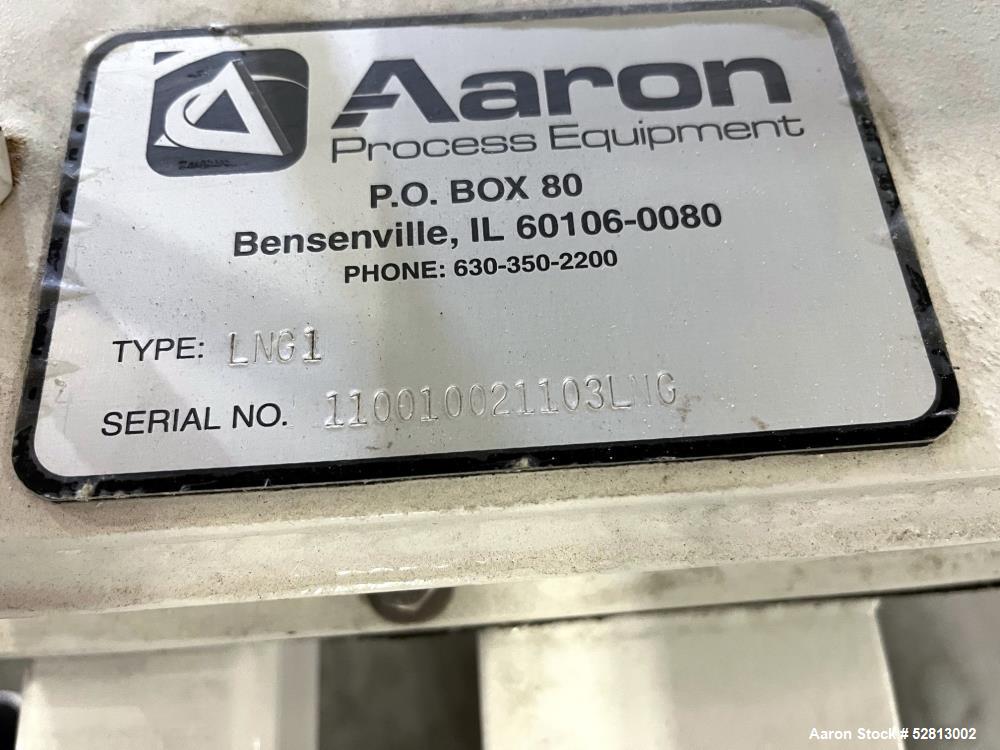 Aaron
Process Equipment
P.O. BOX 80
Bensenville, IL 60106-0080
PHONE: 630-350-2200
TYPE: LNG1
SERIAL NO. 110010021103LNG
Aaron Stock# 52813002